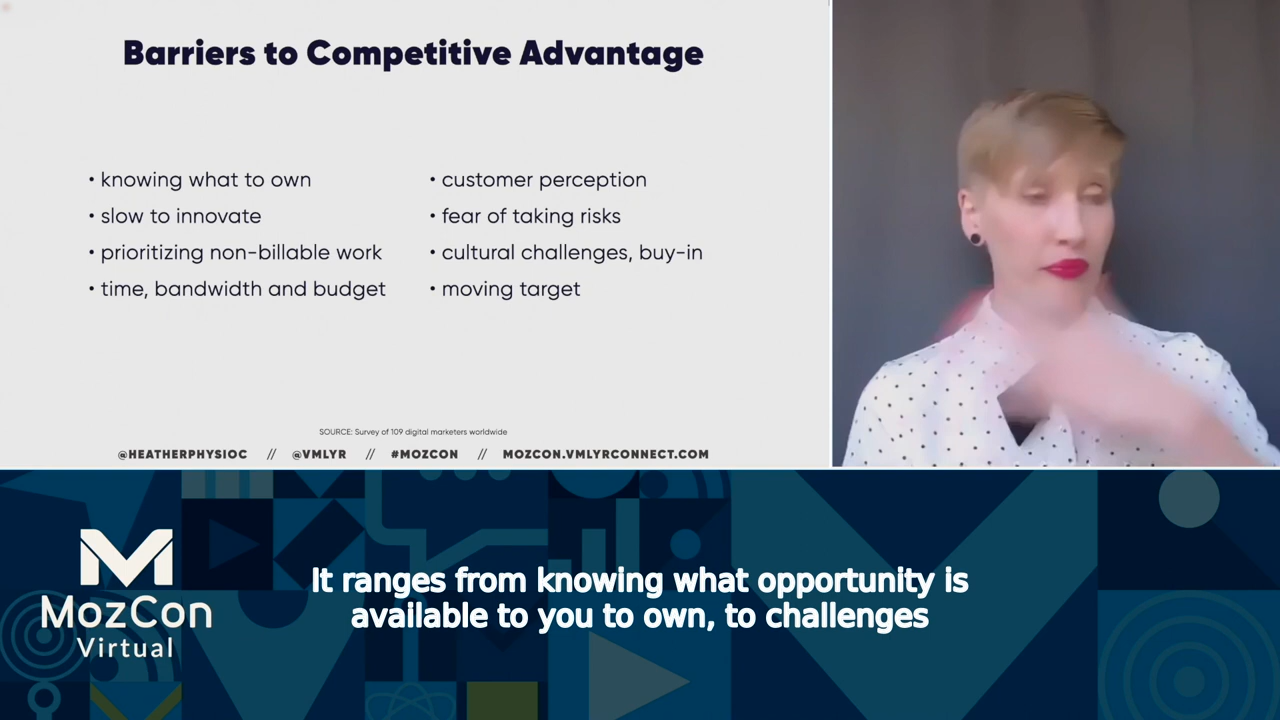 Barriers to Competitive Advantage
• knowing what to own
• slow to innovate
• prioritizing non-billable work
• time, bandwidth and budget
• customer perception
• fear of taking risks
• cultural challenges, buy-in
• moving target
SOURCE: Survey of 109 digital marketers worldwide
@HEATHERPHYSIOC // @VMLYR // #MOZCON // MOZCON.VMLYRCONNECT.COM
MozCon
Virtual
It ranges from knowing what opportunity is
available to you to own, to challenges